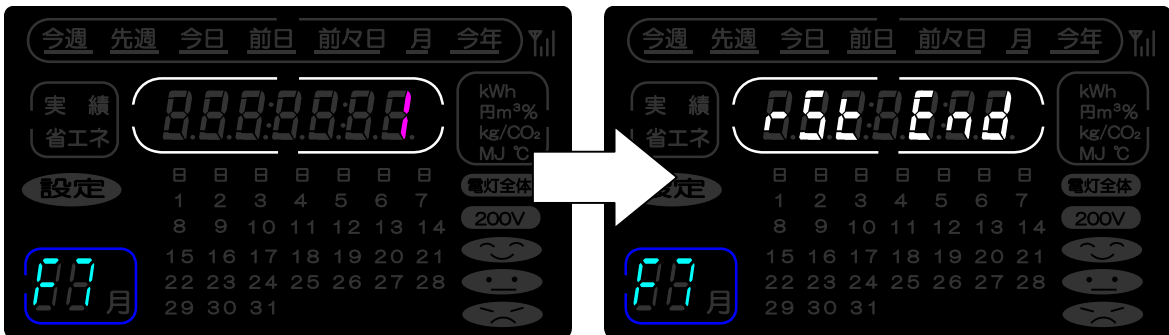 今週 先週 今日 前日 前々日 月 今年
実績
省エネ
1
kWh
円m³%
kg/CO₂
MJ ℃
設定
日 日 日 日 日 日 日
1 2 3 4 5 6 7
8 9 10 11 12 13 14
15 16 17 18 19 20 21
22 23 24 25 26 27 28
29 30 31
電灯全体
200V
F7月
今週 先週 今日 前日 前々日 月 今年
実績
省エネ
rSt End
kWh
円m³%
kg/CO₂
MJ ℃
定
日 日 日 日 日 日 日
1 2 3 4 5 6 7
8 9 10 11 12 13 14
15 16 17 18 19 20 21
22 23 24 25 26 27 28
29 30 31
電灯全体
200V
F7月